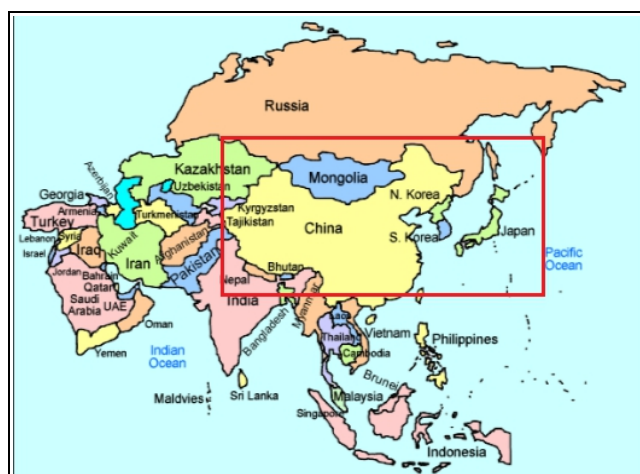 Russia
Kazakhstan
Mongolia
Azerbijan
Uzbekistan
Georgia
N. Korea
Armenia
Turkmenistan
Kyrgyzstan
Turkey
Tajikistan
China
Lebanon
Syria
S. Korea
Japan
Israel
Iraq
Kuwait
Iran
Afghanistan
Pacific
Ocean
Jordan
Bahrain
Pakistan
Bhutan
Nepal
Qatar
Saudi
Arabia
UAE
India
Bangladesh
Myanmar
Laos
Oman
Vietnam
Philippines
Thailand
Yemen
Indian
Ocean
Cambodia
Brunei
Maldvies
Sri Lanka
Malaysia
Singapore
Indonesia